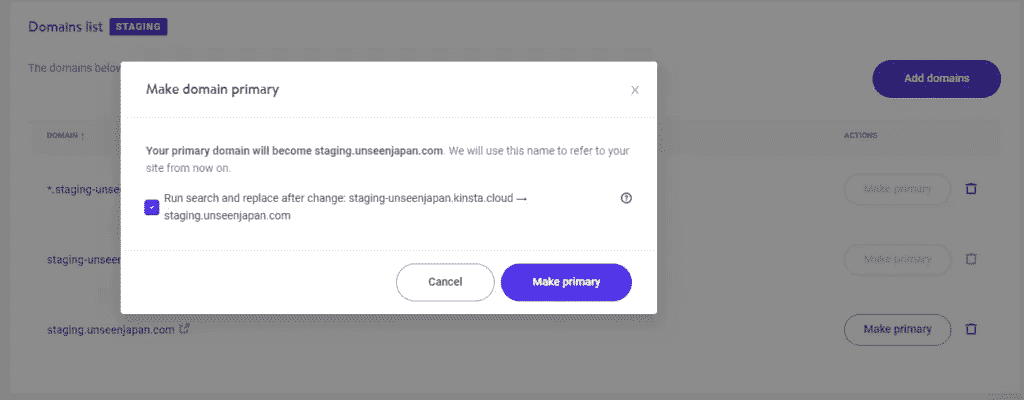 Domains list STAGING
The domains below
Add domains
Make domain primary X
DOMAIN ↑ ACTIONS
Your primary domain will become staging.unseenjapan.com. We will use this name to refer to your
site from now on.
*.staging-unse Make primary
Run search and replace after change: staging-unseenjapan.kinsta.cloud →
staging.unseenjapan.com
staging-unsee Make primary
Cancel Make primary
staging.unseenjapan.com Make primary